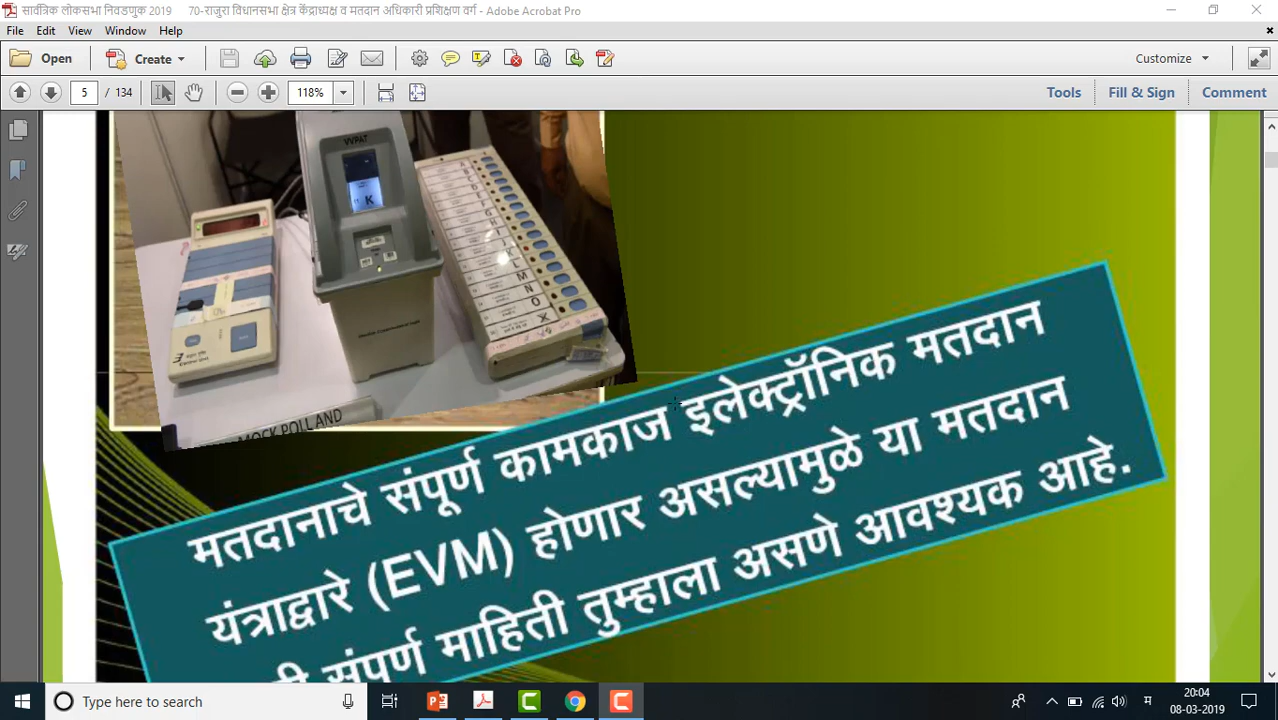 सार्वत्रिक लोकसभा निवडणुक 2019 70-राजुरा विधानसभा क्षेत्र केंद्राध्यक्ष व मतदान अधिकारी प्रशिक्षण वर्ग - Adobe Acrobat Pro
File Edit View Window Help
Open Create Customize
5 / 134 118% Tools Fill & Sign Comment
VVPAT
K
A
B
C
D
E
F
G
H
I
K
L
M
N
O
X
MOCK POLL AND
मतदानाचे संपूर्ण कामकाज इलेक्ट्रॉनिक मतदान
यंत्राद्वारे (EVM) होणार असल्यामुळे या मतदान
संपूर्ण माहिती तुम्हाला असणे आवश्यक आहे.
Type here to search
म
20:04
08-03-2019